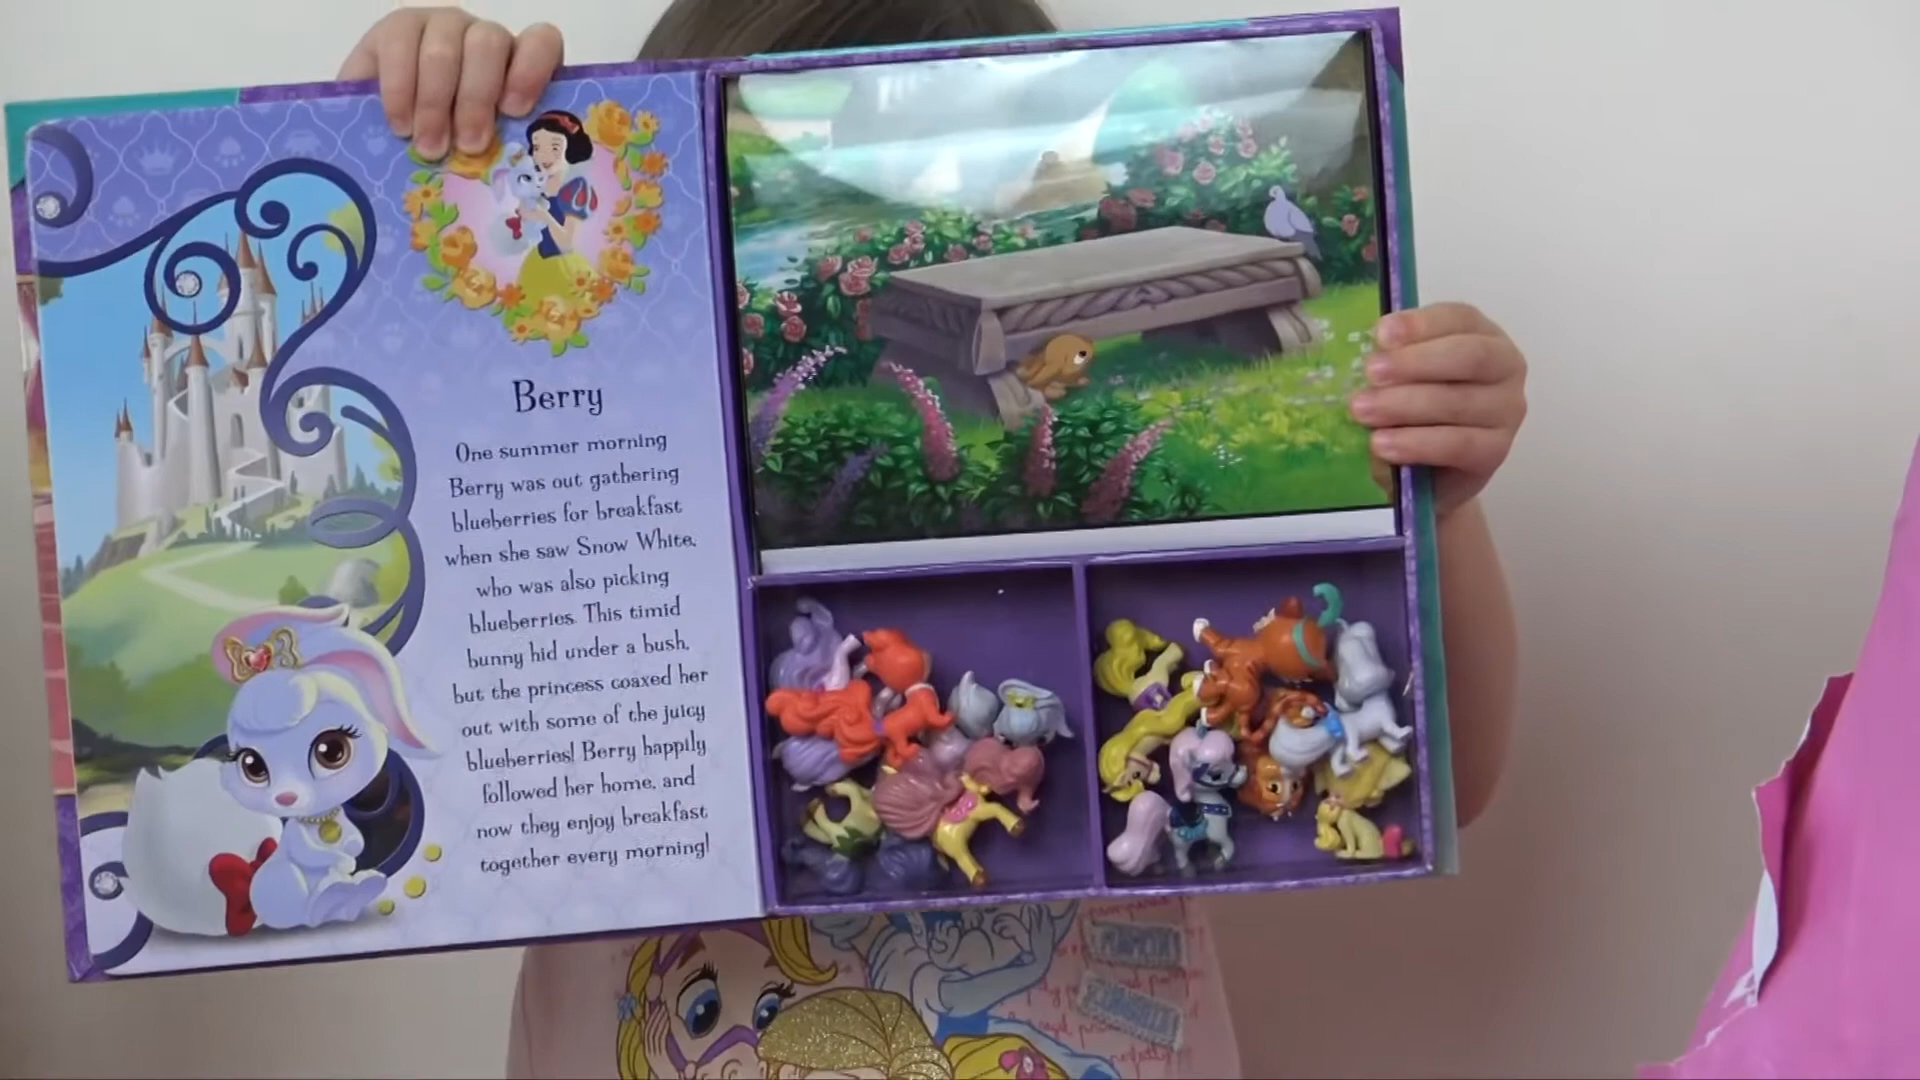 Berry
One summer morning
Berry was out gathering
blueberries for breakfast
when she saw Snow White,
who was also picking
blueberries. This timid
bunny hid under a bush,
but the princess coaxed her
out with some of the juicy
blueberries! Berry happily
followed her home, and
now they enjoy breakfast
together every morning!